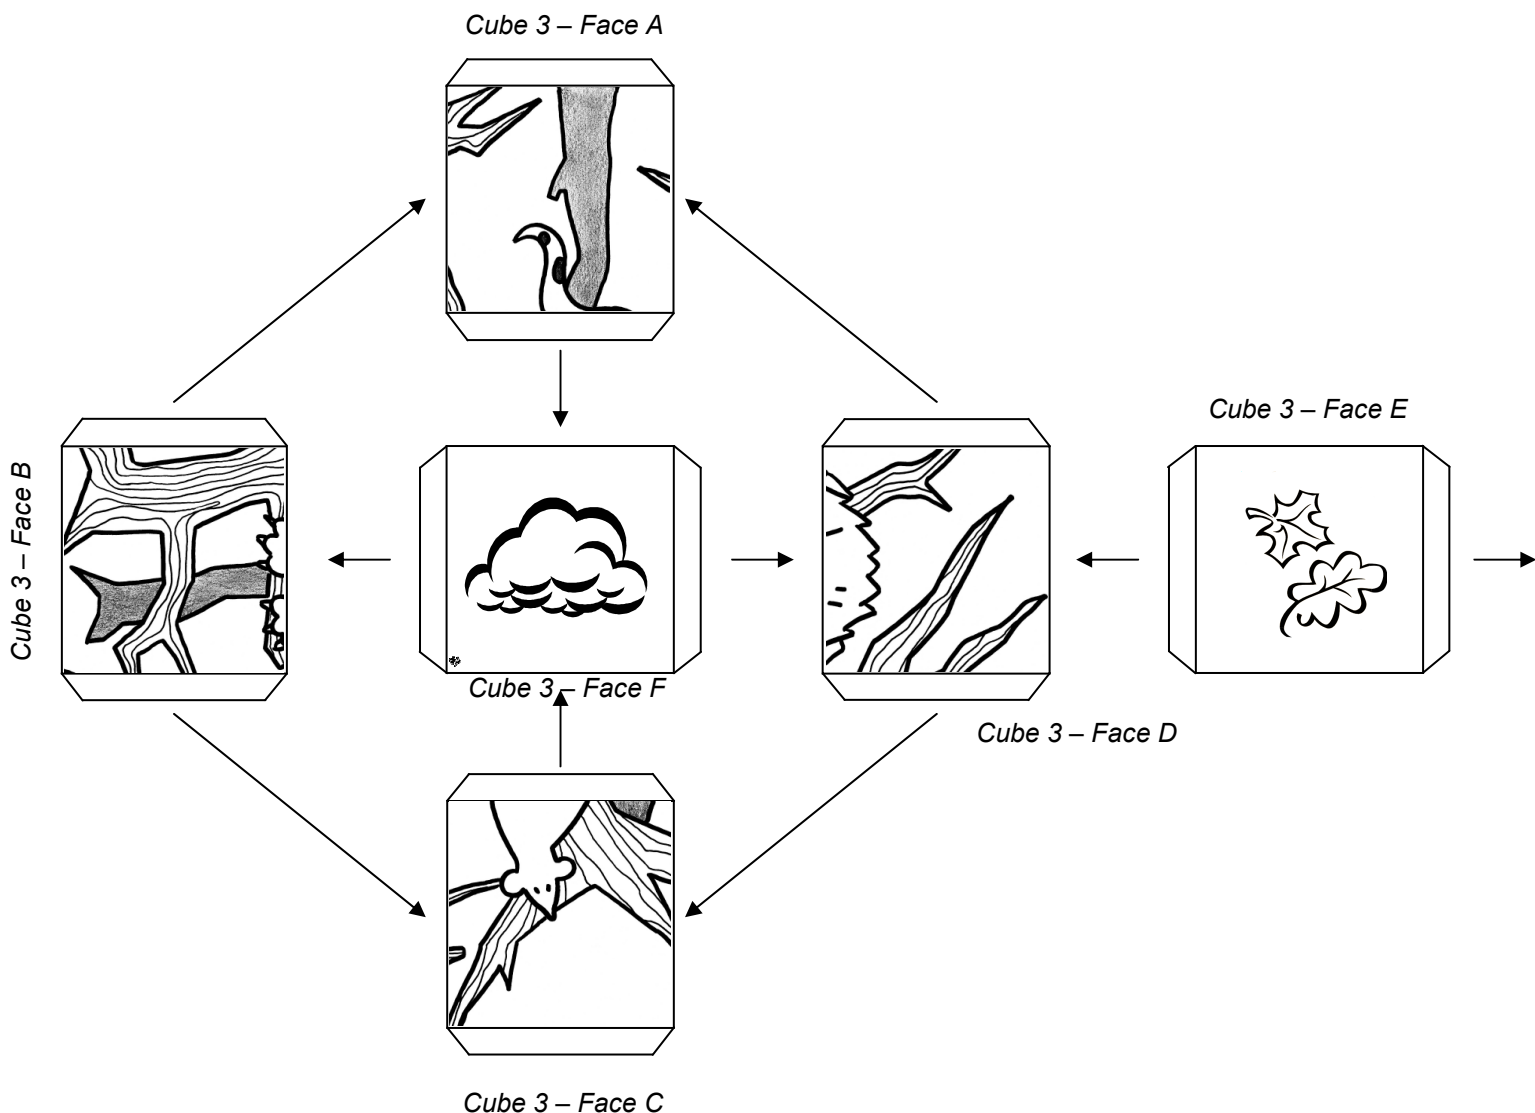 Cube 3 – Face A
Cube 3 – Face B
Cube 3 – Face E
Cube 3 – Face F
Cube 3 – Face D
Cube 3 – Face C